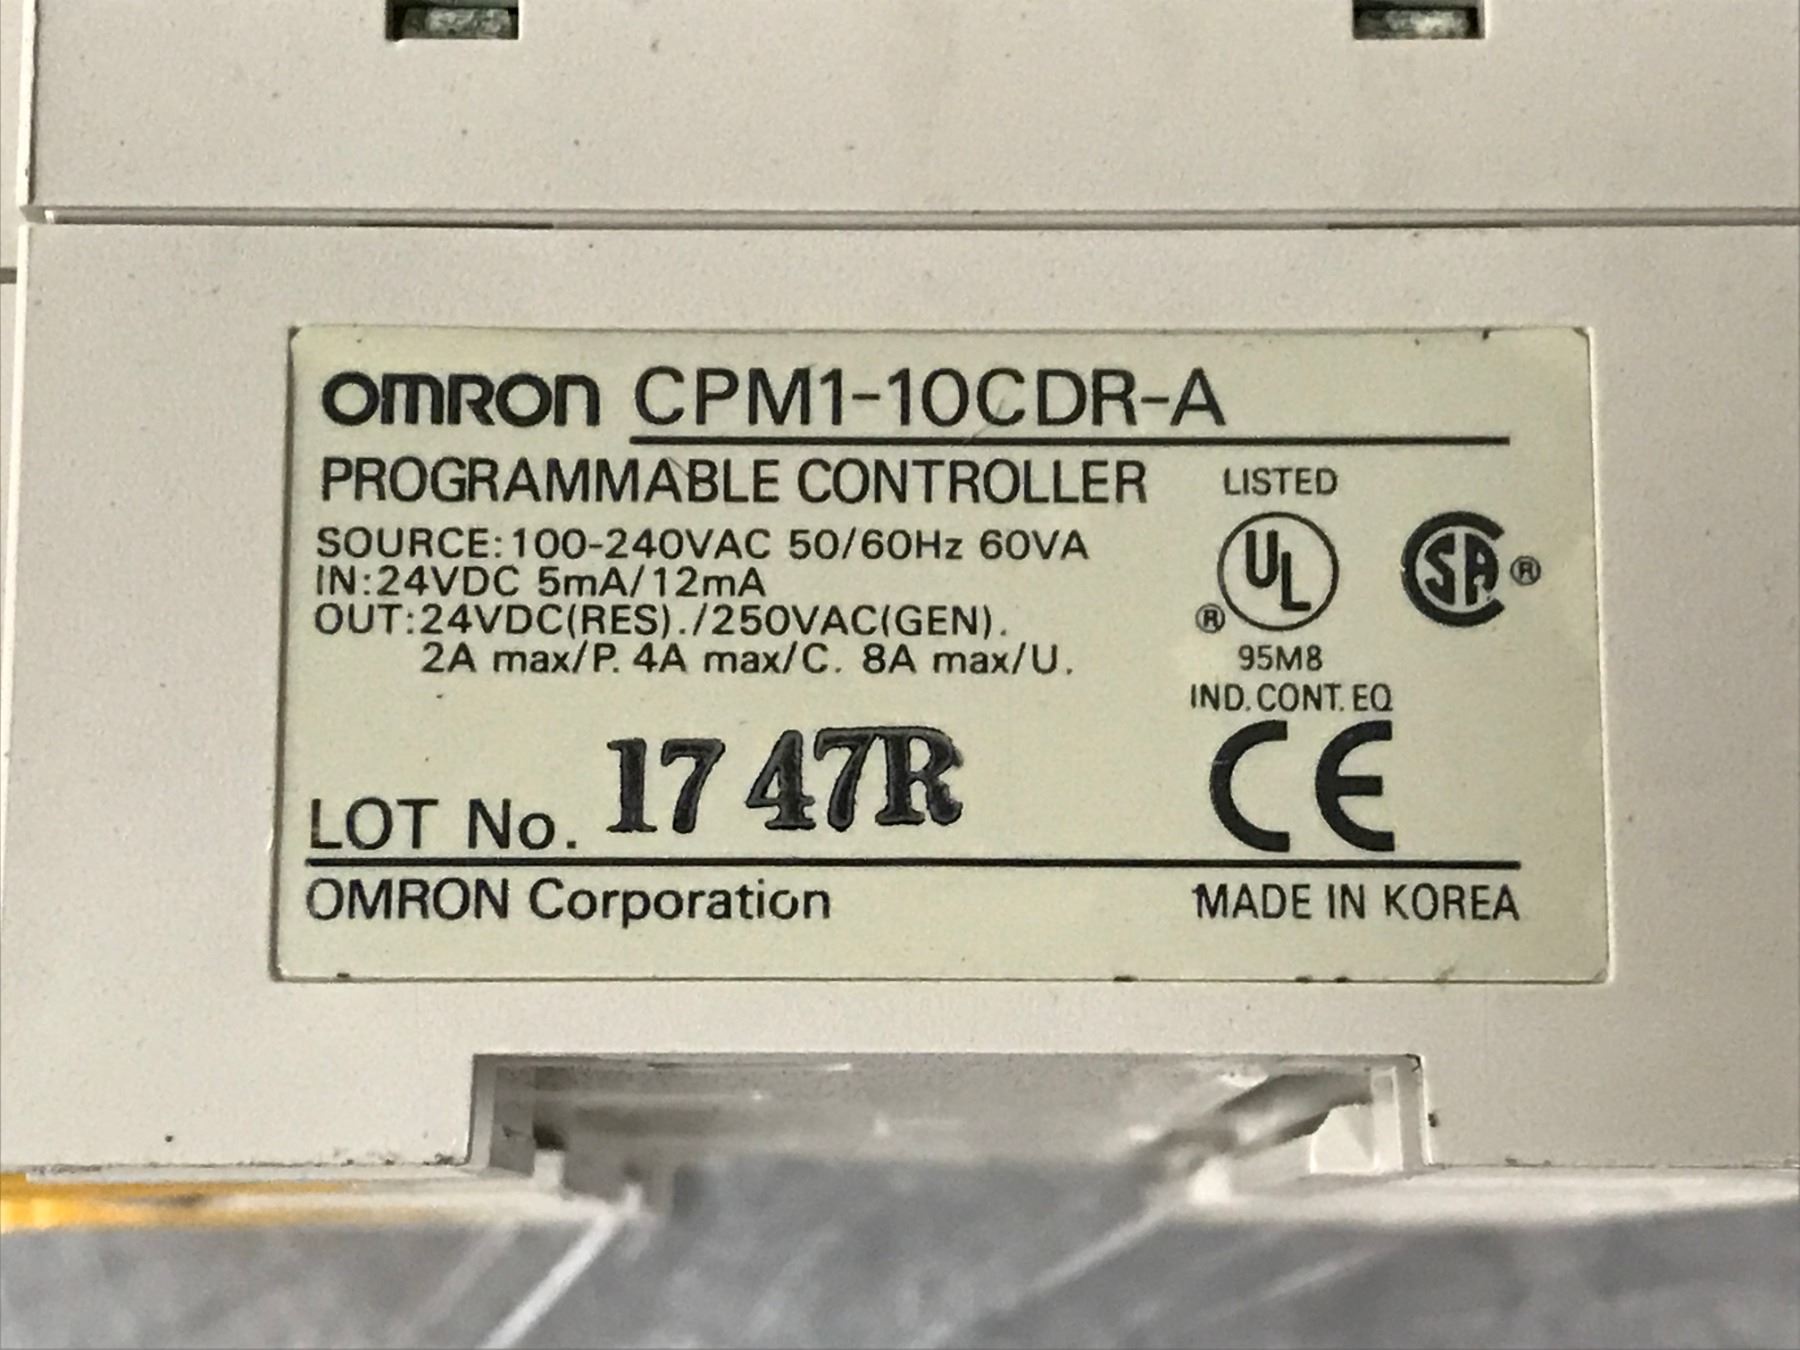 OMRON CPM1-10CDR-A
PROGRAMMABLE CONTROLLER
SOURCE:100-240VAC 50/60Hz 60VA
IN:24VDC 5mA/12mA
OUT:24VDC(RES)./250VAC(GEN).
2A max/P. 4A max/C. 8A max/U.
LISTED
UL ®
SA ®
95M8
IND.CONT.EQ
LOT No. 1747R
CE
OMRON Corporation
MADE IN KOREA